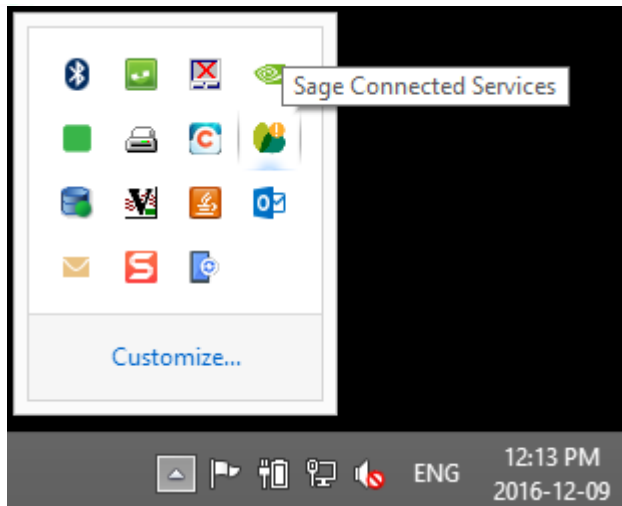 Sage Connected Services
Customize...
ENG
12:13 PM
2016-12-09